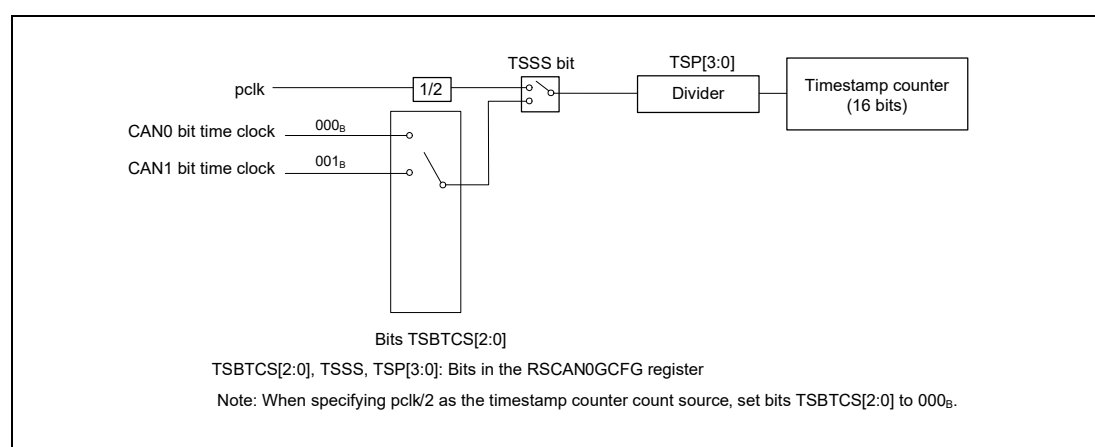 TSSS bit
TSP[3:0]
pclk
1/2
Divider
Timestamp counter
(16 bits)
CAN0 bit time clock
000B
CAN1 bit time clock
001B
Bits TSBTCS[2:0]
TSBTCS[2:0], TSSS, TSP[3:0]: Bits in the RSCAN0GCFG register
Note: When specifying pclk/2 as the timestamp counter count source, set bits TSBTCS[2:0] to 000B.